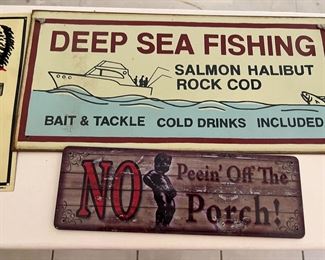 DEEP SEA FISHING
SALMON HALIBUT
ROCK COD
BAIT & TACKLE COLD DRINKS INCLUDED
NO
Peein' Off The
Porch!